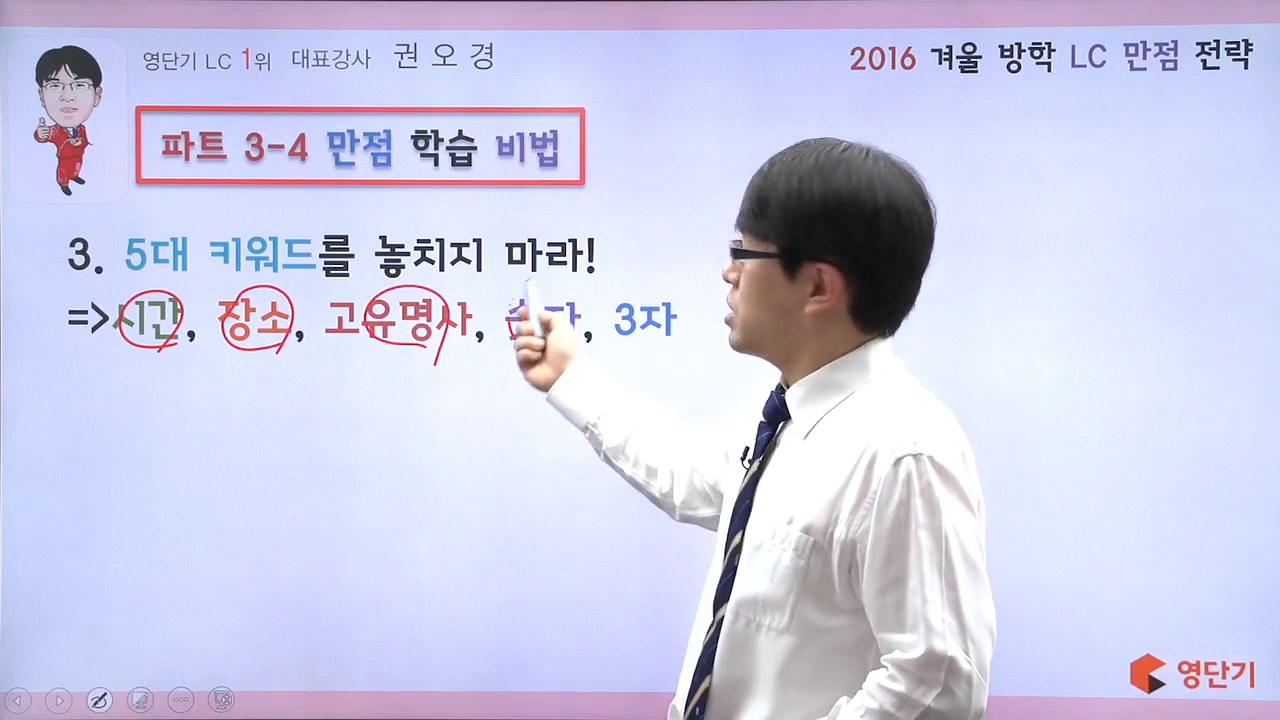 영단기 LC 1위 대표강사 권오경
2016 겨울 방학 LC 만점 전략
파트 3-4 만점 학습 비법
3. 5대 키워드를 놓치지 마라!
=>시간, 장소, 고유명사, 숫자, 3자
영단기